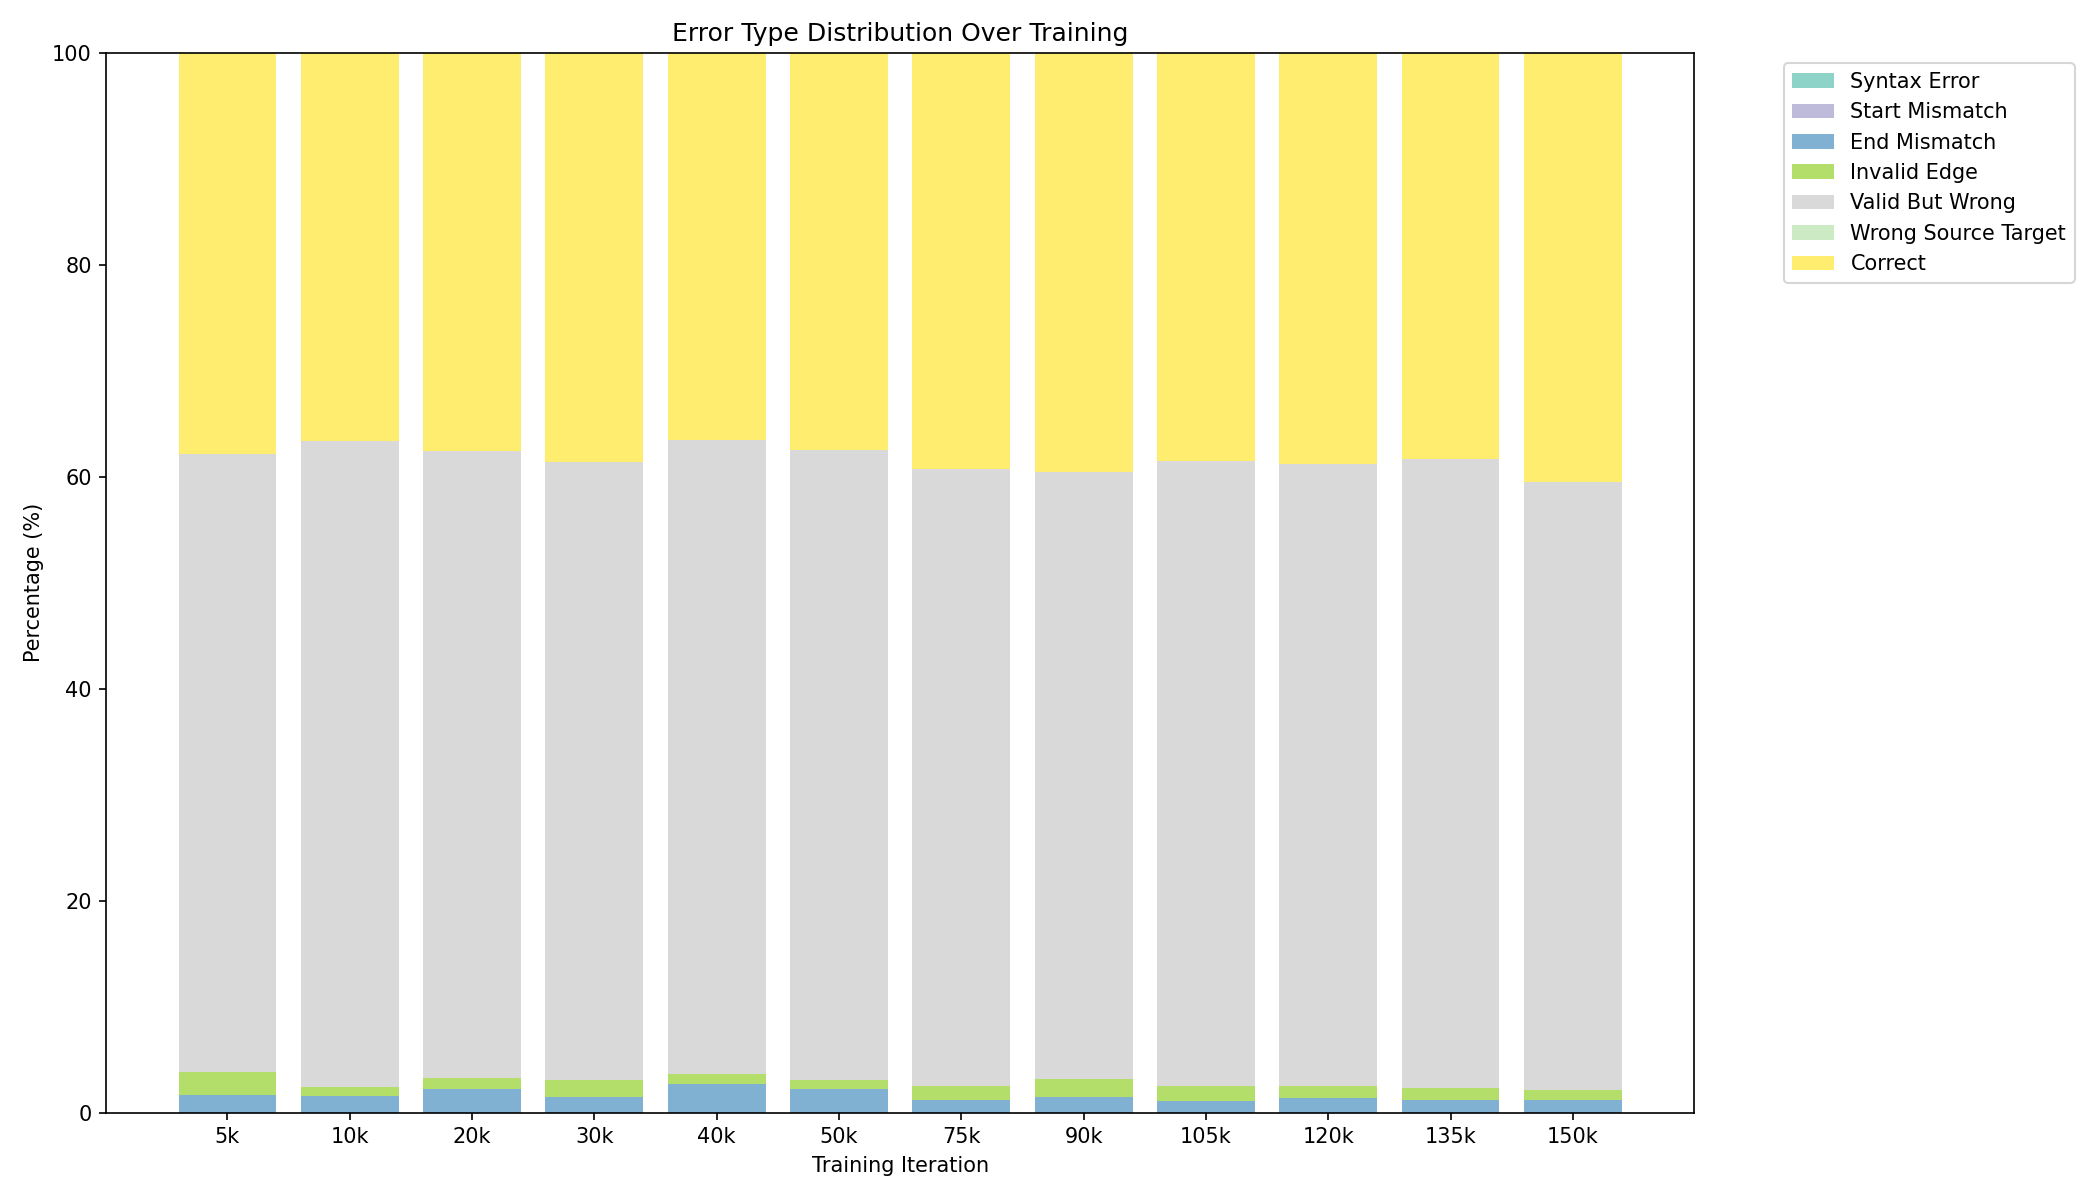 Error Type Distribution Over Training
100
80
60
40
20
0
Percentage (%)
5k 10k 20k 30k 40k 50k 75k 90k 105k 120k 135k 150k
Training Iteration
Syntax Error
Start Mismatch
End Mismatch
Invalid Edge
Valid But Wrong
Wrong Source Target
Correct